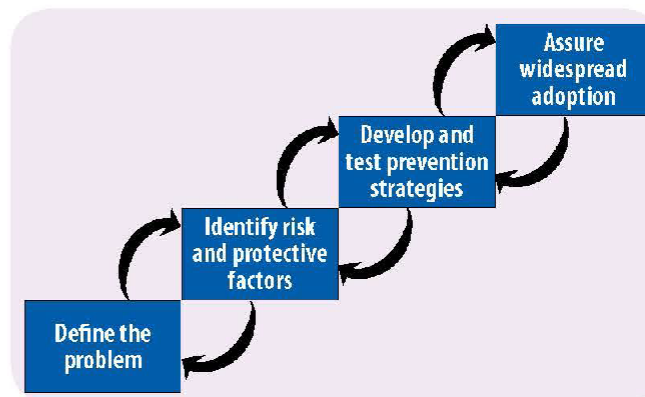 Assure
widespread
adoption
Develop and
test prevention
strategies
Identify risk
and protective
factors
Define the
problem